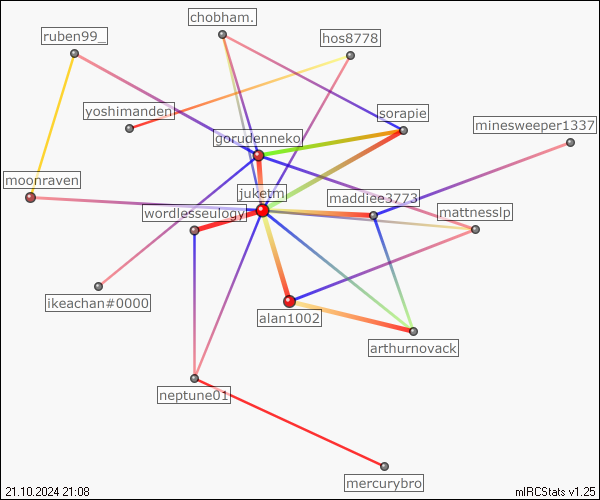 chobham.
ruben99_
hos8778
yoshimanden
sorapie
minesweeper1337
gorudenneko
moonraven
juketm
maddiee3773
wordlesseulogy
mattnesslp
ikeachan#0000
alan1002
arthurnovack
neptune01
mercurybro
21.10.2024 21:08
mIRCStats v1.25